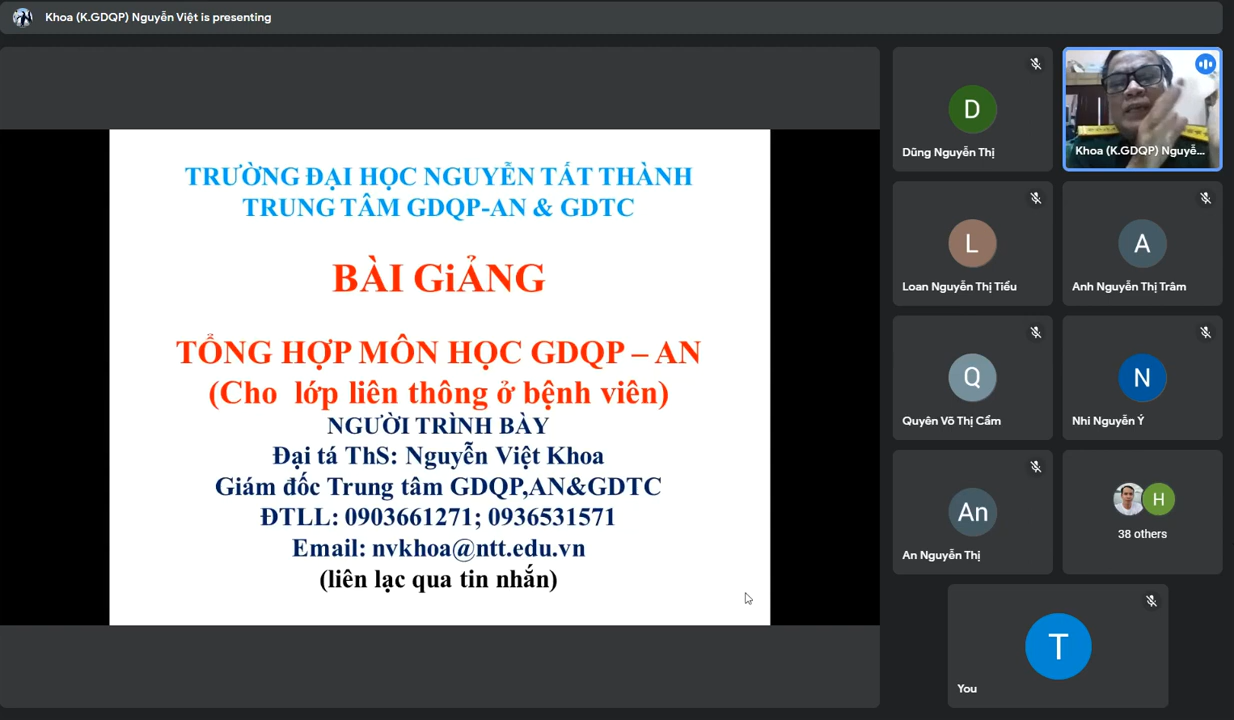 Khoa (K.GDQP) Nguyễn Việt is presenting
TRƯỜNG ĐẠI HỌC NGUYỄN TẤT THÀNH
TRUNG TÂM GDQP-AN & GDTC
BÀI GiẢNG
TỔNG HỢP MÔN HỌC GDQP – AN
(Cho lớp liên thông ở bệnh viên)
NGƯỜI TRÌNH BÀY
Đại tá ThS: Nguyễn Việt Khoa
Giám đốc Trung tâm GDQP,AN&GDTC
ĐTLL: 0903661271; 0936531571
Email: nvkhoa@ntt.edu.vn
(liên lạc qua tin nhắn)
D
Dũng Nguyễn Thị
Khoa (K.GDQP) Nguyễ...
L
Loan Nguyễn Thị Tiểu
A
Anh Nguyễn Thị Trâm
Q
Quyên Võ Thị Cẩm
N
Nhi Nguyễn Ý
An
An Nguyễn Thị
H
38 others
T
You